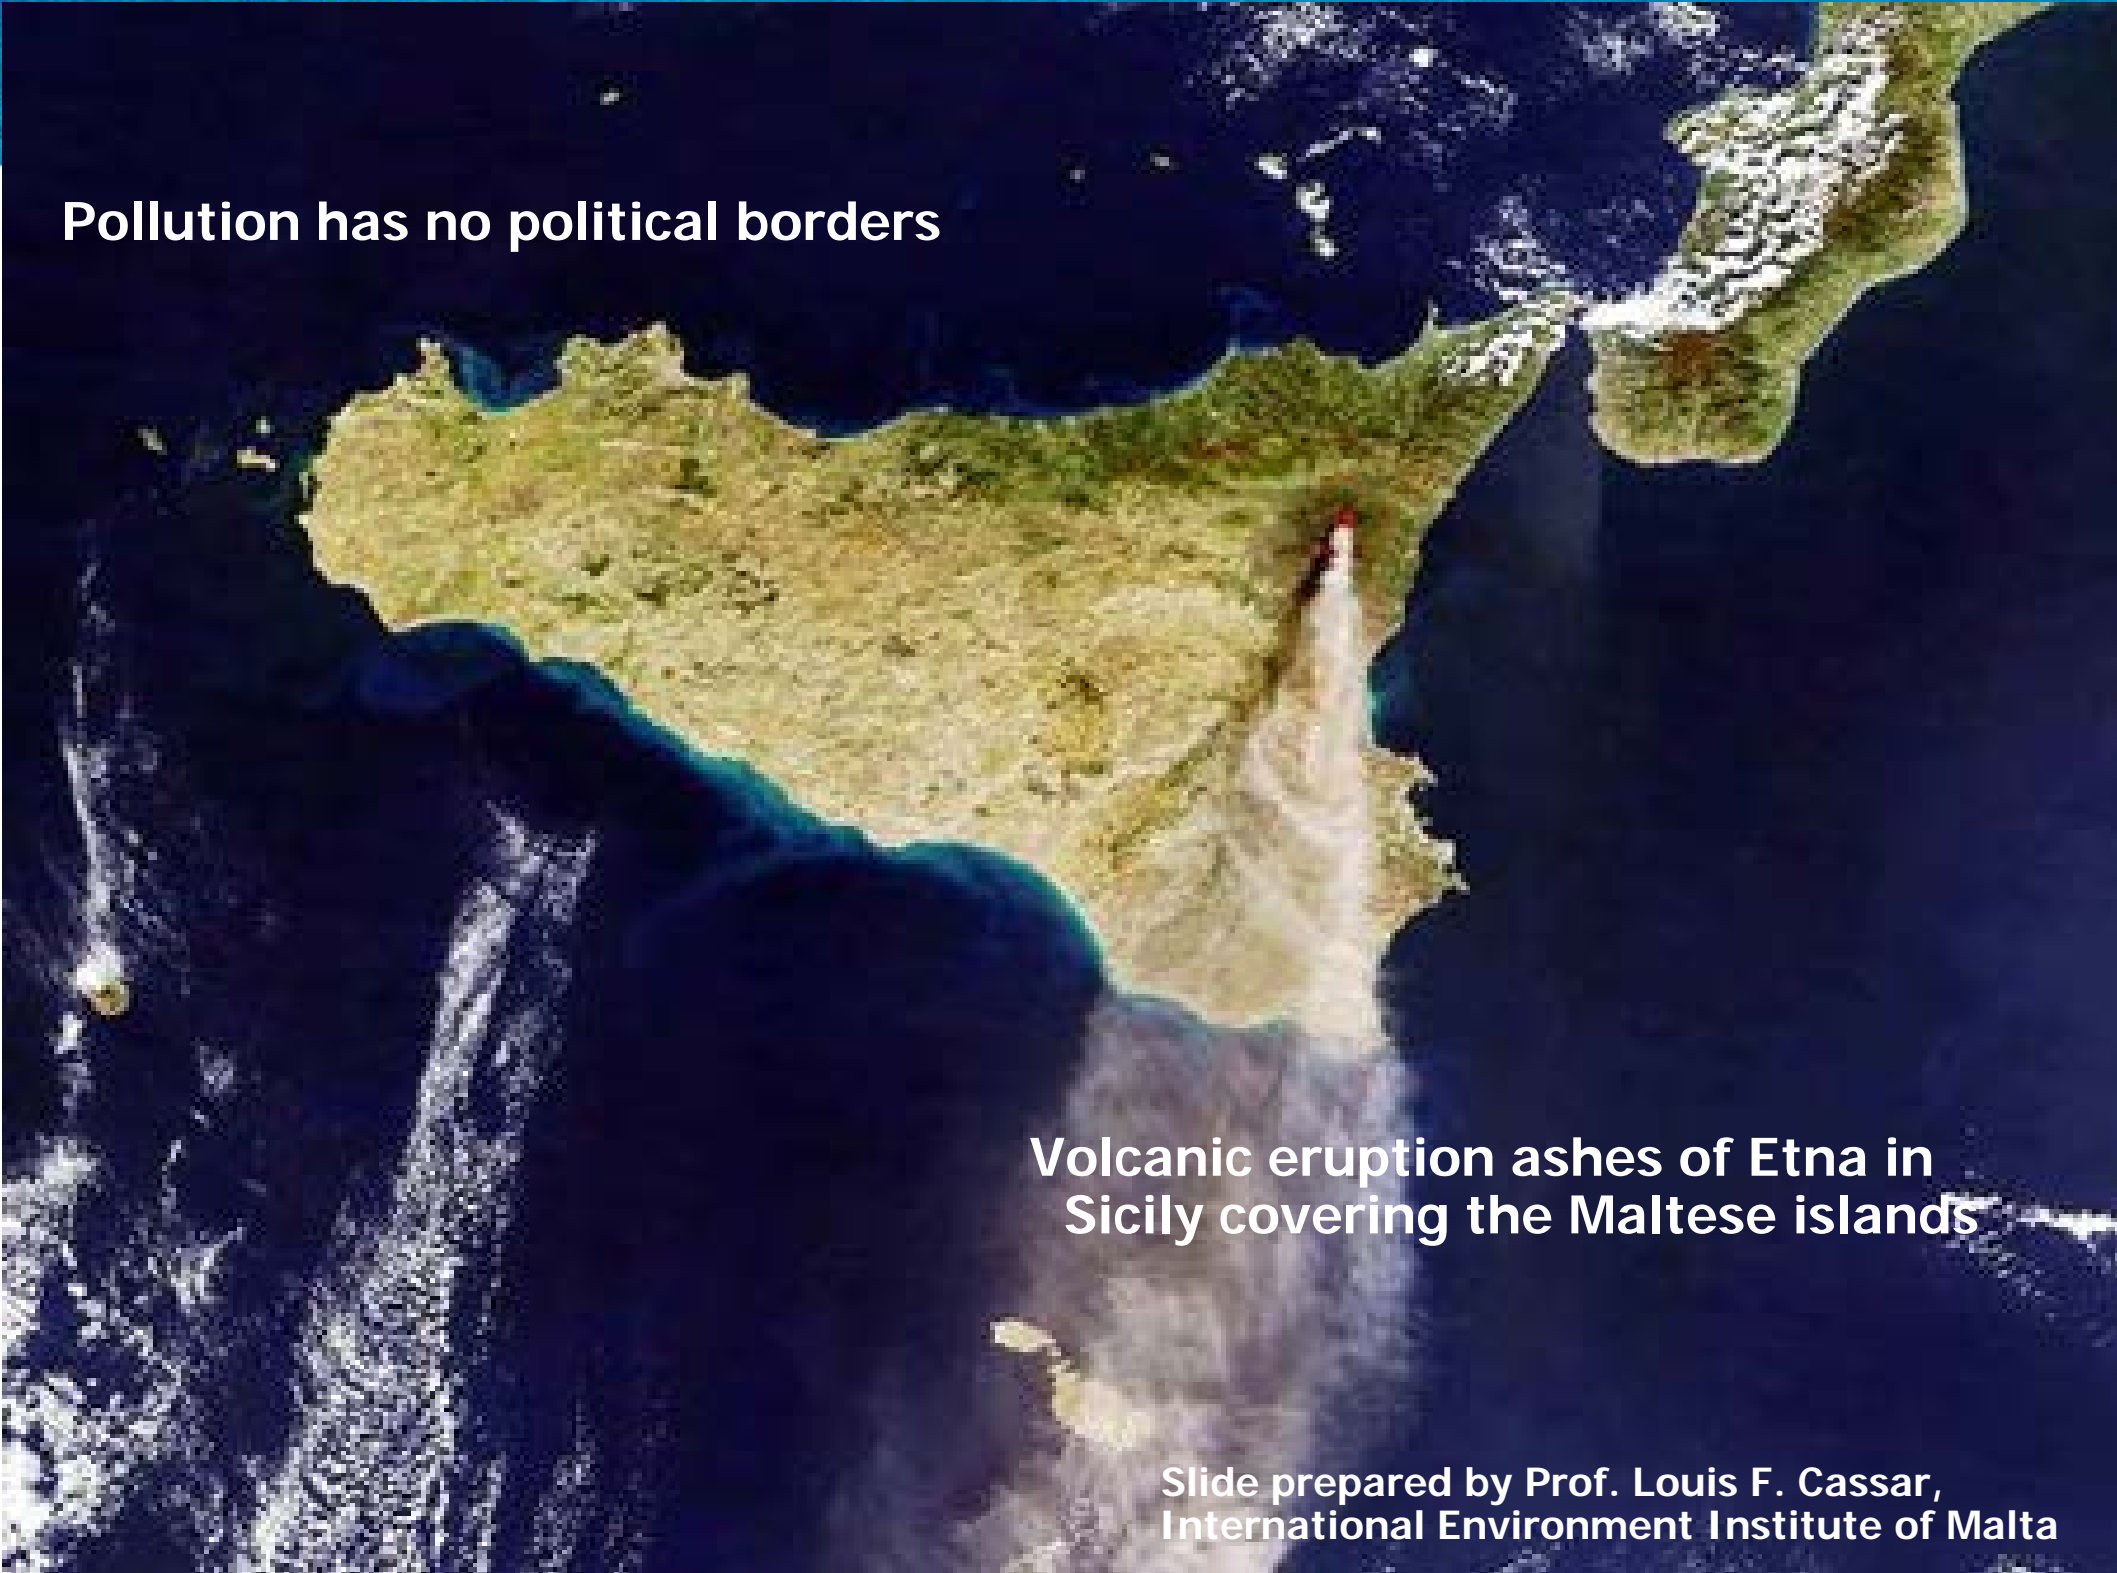 Pollution has no political borders
Volcanic eruption ashes of Etna in
Sicily covering the Maltese islands
Slide prepared by Prof. Louis F. Cassar,
International Environment Institute of Malta